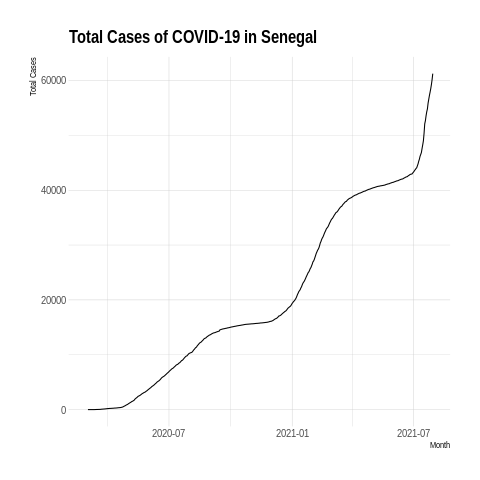 Total Cases of COVID-19 in Senegal
Total Cases
60000
40000
20000
0
2020-07
2021-01
2021-07
Month